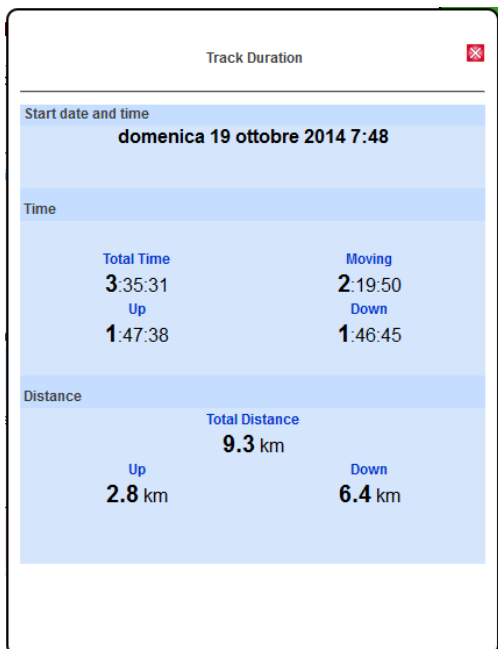 Track Duration
Start date and time
domenica 19 ottobre 2014 7:48
Time
Total Time Moving
3:35:31 2:19:50
Up Down
1:47:38 1:46:45
Distance
Total Distance
9.3 km
Up Down
2.8 km 6.4 km